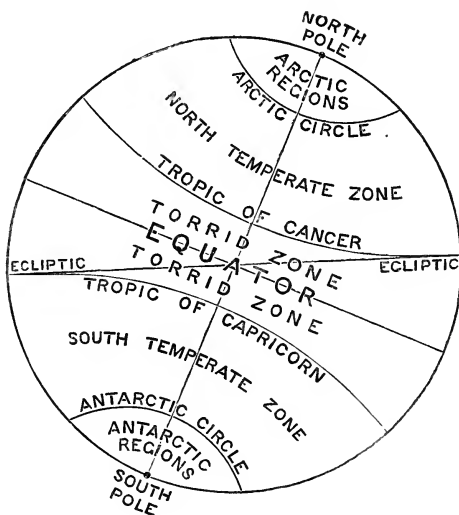 NORTH
POLE
ARCTIC
REGIONS
ARCTIC CIRCLE
NORTH TEMPERATE ZONE
TROPIC OF CANCER
TORRID ZONE
EQUATOR
ECLIPTIC
ECLIPTIC
TORRID ZONE
TROPIC OF CAPRICORN
SOUTH TEMPERATE ZONE
ANTARCTIC CIRCLE
ANTARCTIC
REGIONS
SOUTH
POLE